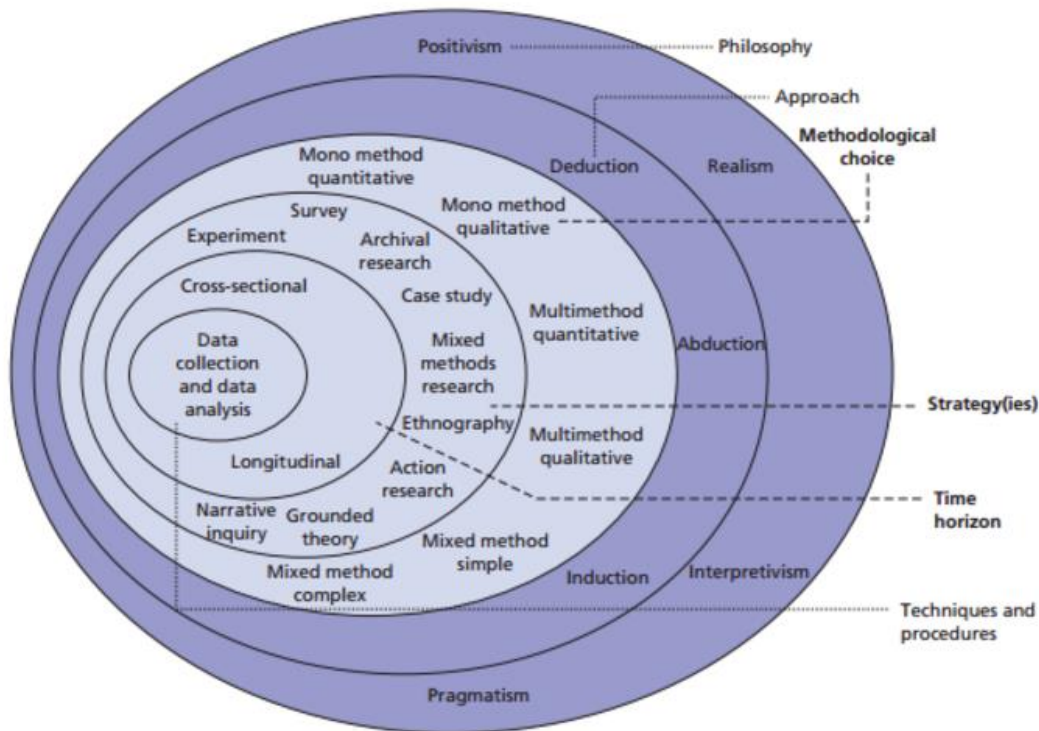 Positivism
Philosophy
Approach
Methodological
choice
Mono method
quantitative
Deduction
Realism
Mono method
qualitative
Survey
Experiment
Archival
research
Cross-sectional
Case study
Multimethod
quantitative
Data
collection
and data
analysis
Mixed
methods
research
Abduction
Strategy(ies)
Ethnography
Multimethod
qualitative
Longitudinal
Action
research
Time
horizon
Narrative
inquiry
Grounded
theory
Mixed method
simple
Mixed method
complex
Induction
Interpretivism
Techniques and
procedures
Pragmatism